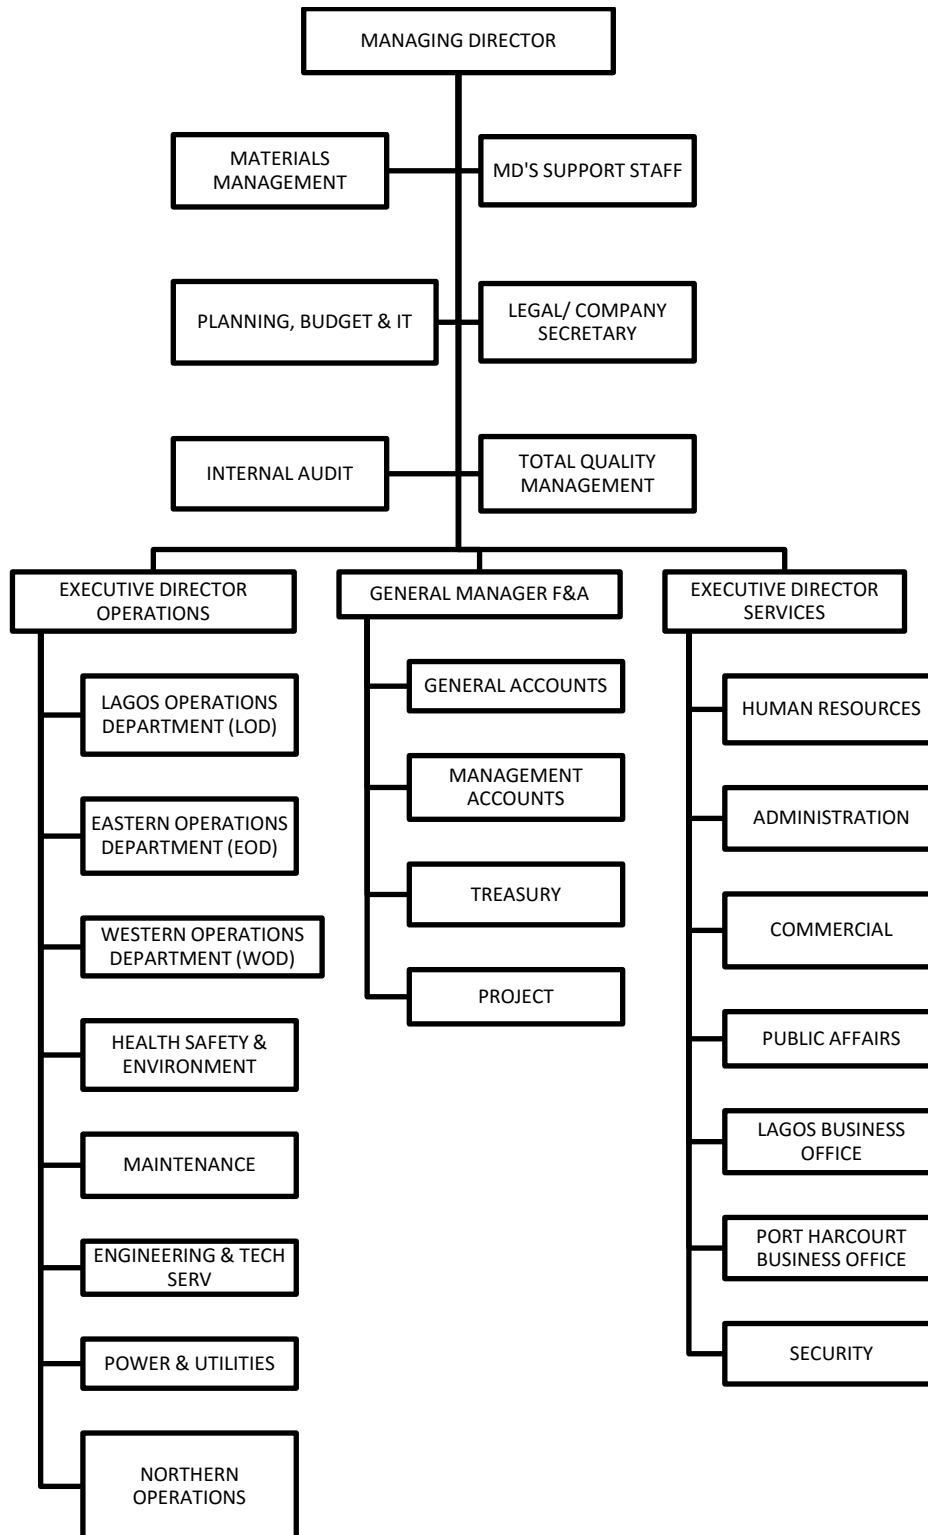 MANAGING DIRECTOR
MATERIALS
MANAGEMENT
MD'S SUPPORT STAFF
PLANNING, BUDGET & IT
LEGAL/ COMPANY
SECRETARY
INTERNAL AUDIT
TOTAL QUALITY
MANAGEMENT
EXECUTIVE DIRECTOR
OPERATIONS
LAGOS OPERATIONS
DEPARTMENT (LOD)
EASTERN OPERATIONS
DEPARTMENT (EOD)
WESTERN OPERATIONS
DEPARTMENT (WOD)
HEALTH SAFETY &
ENVIRONMENT
MAINTENANCE
ENGINEERING & TECH
SERV
POWER & UTILITIES
NORTHERN
OPERATIONS
GENERAL MANAGER F&A
GENERAL ACCOUNTS
MANAGEMENT
ACCOUNTS
TREASURY
PROJECT
EXECUTIVE DIRECTOR
SERVICES
HUMAN RESOURCES
ADMINISTRATION
COMMERCIAL
PUBLIC AFFAIRS
LAGOS BUSINESS
OFFICE
PORT HARCOURT
BUSINESS OFFICE
SECURITY